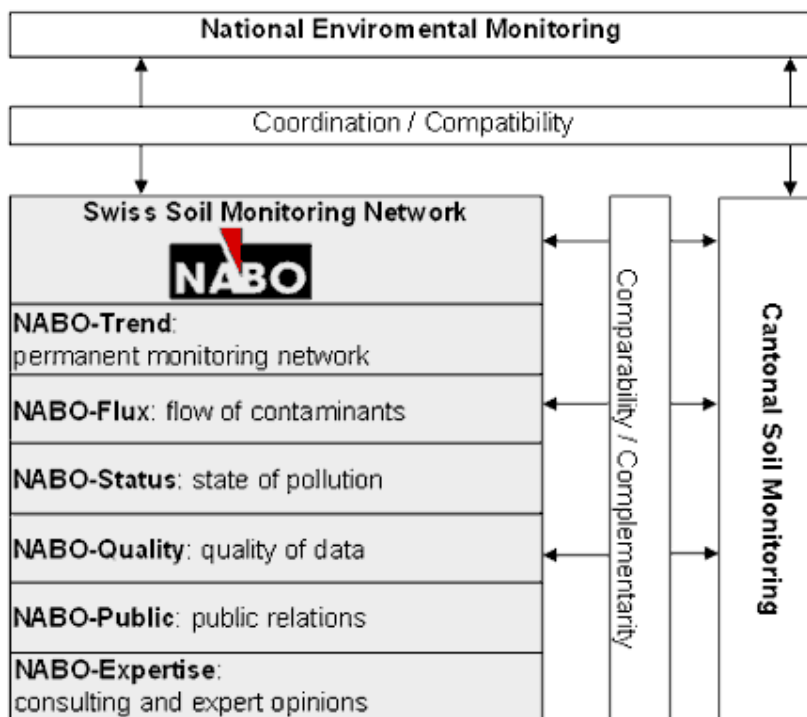 National Enviromental Monitoring
Coordination / Compatibility
Swiss Soil Monitoring Network
NABO
NABO-Trend:
permanent monitoring network
NABO-Flux: flow of contaminants
NABO-Status: state of pollution
NABO-Quality: quality of data
NABO-Public: public relations
NABO-Expertise:
consulting and expert opinions
Comparability / Complementarity
Cantonal Soil Monitoring